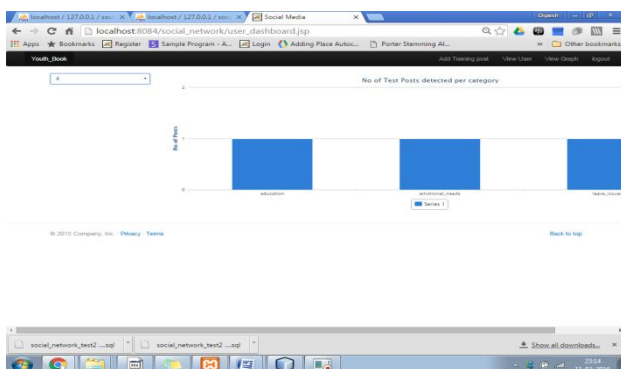 localhost / 127.0.0.1 / soci
localhost / 127.0.0.1 / soci
Social Media
Dipesh
localhost:8084/social_network/user_dashboard.jsp
Apps Bookmarks Register Sample Program - A... Login Adding Place Autoc... Porter Stemming Al... » Other bookmarks
Youth_Book Add Training post View User View Graph logout
No of Test Posts detected per category
2
No of Posts
1
0
education emotional_needs
Series 1
© 2015 Company, Inc. · Privacy · Terms Back to top
social_network_test2 ....sql social_network_test2 ....sql Show all downloads...
23:14